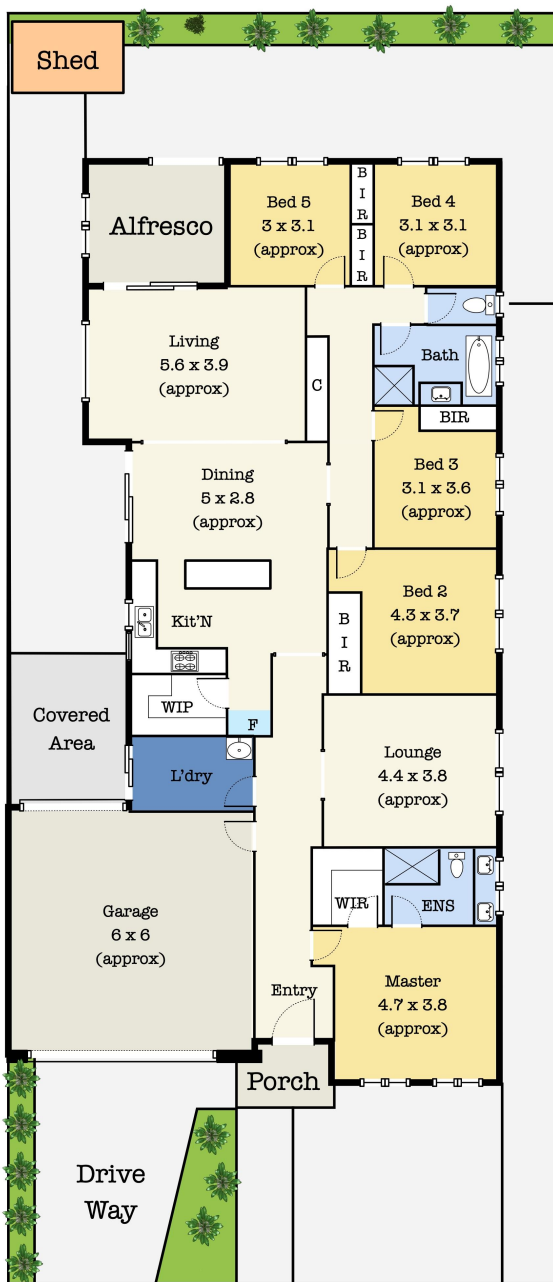 Shed
Alfresco
Bed 5
3 x 3.1
(approx)
B
I
R
B
I
R
Bed 4
3.1 x 3.1
(approx)
Living
5.6 x 3.9
(approx)
C
Bath
BIR
Dining
5 x 2.8
(approx)
Bed 3
3.1 x 3.6
(approx)
Kit'N
Bed 2
4.3 x 3.7
(approx)
B
I
R
WIP
F
Covered
Area
L'dry
Lounge
4.4 x 3.8
(approx)
WIR
ENS
Garage
6 x 6
(approx)
Entry
Master
4.7 x 3.8
(approx)
Porch
Drive
Way